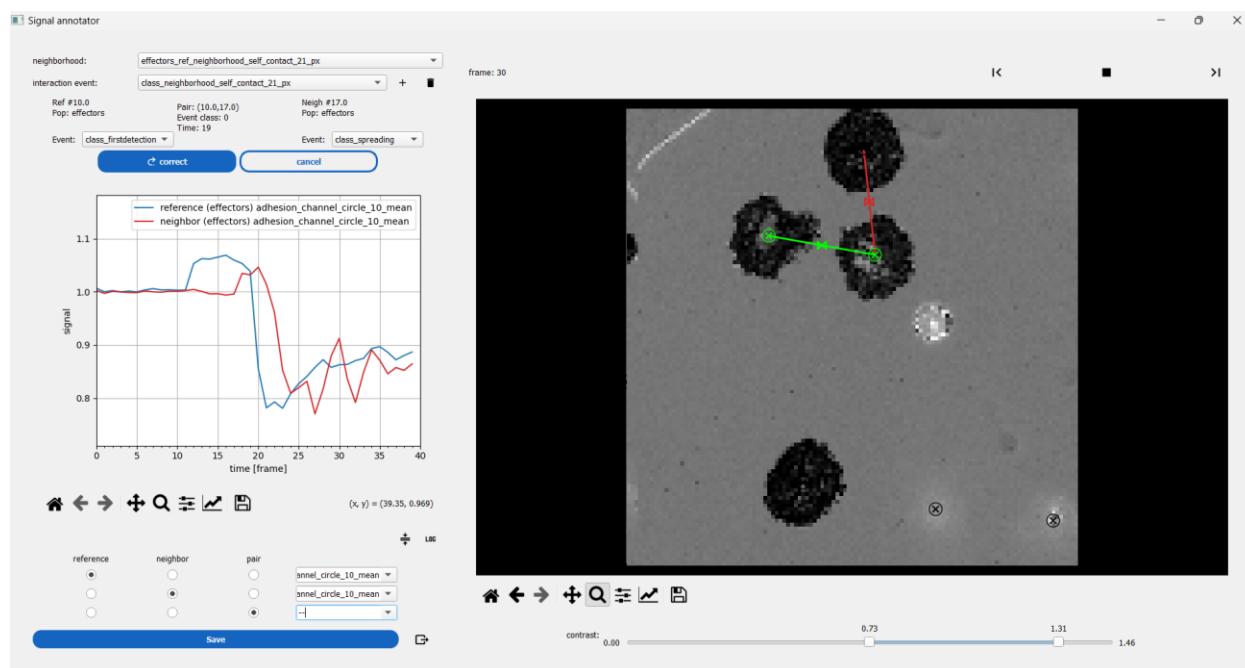 Signal annotator
neighborhood: effectors_ref_neighborhood_self_contact_21_px
interaction event: class_neighborhood_self_contact_21_px
Ref #10.0
Pop: effectors
Pair: (10.0,17.0)
Event class: 0
Time: 19
Neigh #17.0
Pop: effectors
Event: class_firstdetection
Event: class_spreading
correct
cancel
reference (effectors) adhesion_channel_circle_10_mean
neighbor (effectors) adhesion_channel_circle_10_mean
1.1
1.0
0.9
0.8
signal
0 5 10 15 20 25 30 35 40
time [frame]
(x, y) = (39.35, 0.969)
LOG
reference neighbor pair
annel_circle_10_mean
annel_circle_10_mean
--
Save
frame: 30
contrast: 0.00 0.73 1.31 1.46